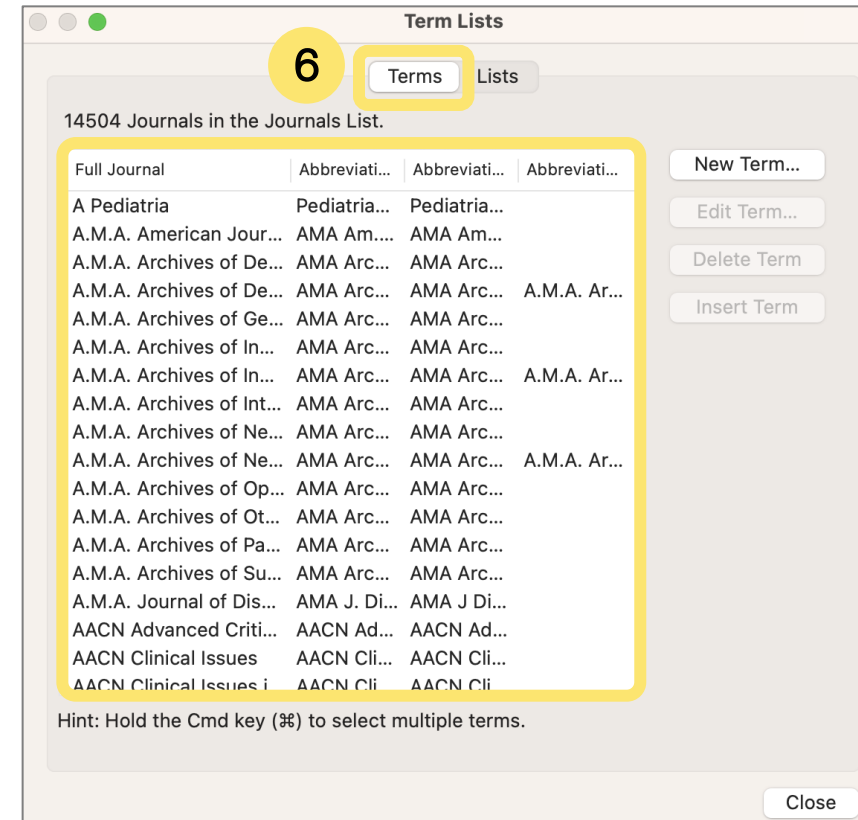 Term Lists
6
Terms Lists
14504 Journals in the Journals List.
Full Journal Abbreviati... Abbreviati... Abbreviati...
A Pediatria Pediatria... Pediatria...
A.M.A. American Jour... AMA Am.... AMA Am...
A.M.A. Archives of De... AMA Arc... AMA Arc...
A.M.A. Archives of De... AMA Arc... AMA Arc... A.M.A. Ar...
A.M.A. Archives of Ge... AMA Arc... AMA Arc...
A.M.A. Archives of In... AMA Arc... AMA Arc...
A.M.A. Archives of In... AMA Arc... AMA Arc... A.M.A. Ar...
A.M.A. Archives of Int... AMA Arc... AMA Arc...
A.M.A. Archives of Ne... AMA Arc... AMA Arc...
A.M.A. Archives of Ne... AMA Arc... AMA Arc... A.M.A. Ar...
A.M.A. Archives of Op... AMA Arc... AMA Arc...
A.M.A. Archives of Ot... AMA Arc... AMA Arc...
A.M.A. Archives of Pa... AMA Arc... AMA Arc...
A.M.A. Archives of Su... AMA Arc... AMA Arc...
A.M.A. Journal of Dis... AMA J. Di... AMA J Di...
AACN Advanced Criti... AACN Ad... AACN Ad...
AACN Clinical Issues AACN Cli... AACN Cli...
AACN Clinical Issues i AACN Cli AACN Cli
New Term...
Edit Term...
Delete Term
Insert Term
Hint: Hold the Cmd key (⌘) to select multiple terms.
Close